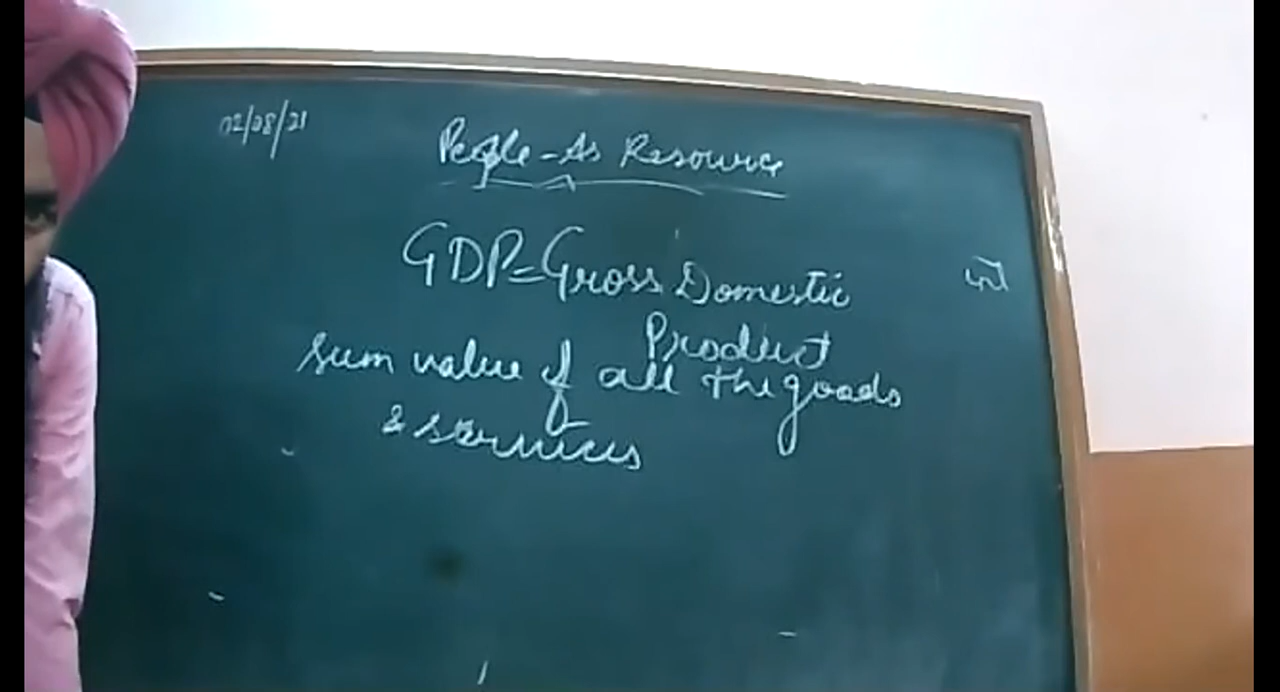 02/08/21
People-As Resource
GDP=Gross Domestic
Product
Sum value of all the goods
& services